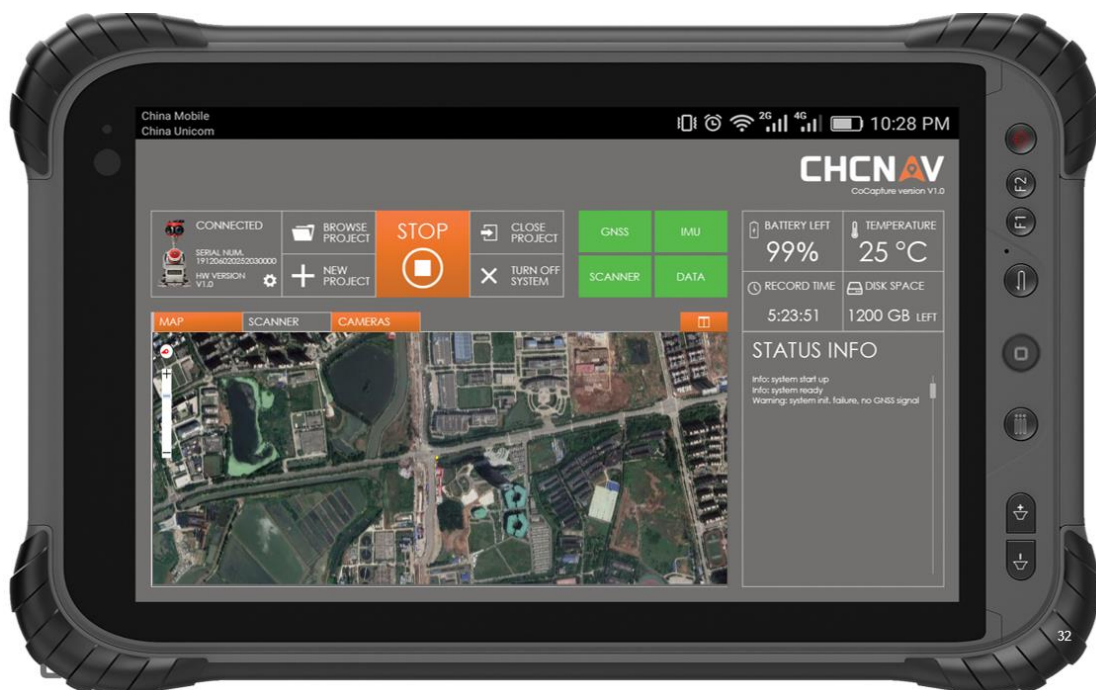 China Mobile
China Unicom
2G
4G
10:28 PM
CHCNAV
CoCapture version V1.0
CONNECTED
SERIAL NUM.
1912062025203000
HW VERSION
V1.0
BROWSE
PROJECT
NEW
PROJECT
STOP
CLOSE
PROJECT
TURN OFF
SYSTEM
GNSS
IMU
SCANNER
DATA
BATTERY LEFT
99%
TEMPERATURE
25 °C
RECORD TIME
5:23:51
DISK SPACE
1200 GB LEFT
MAP
SCANNER
CAMERAS
STATUS INFO
Info: system start up
Info: system ready
Warning: system init. failure, no GNSS signal
F2
F1
32